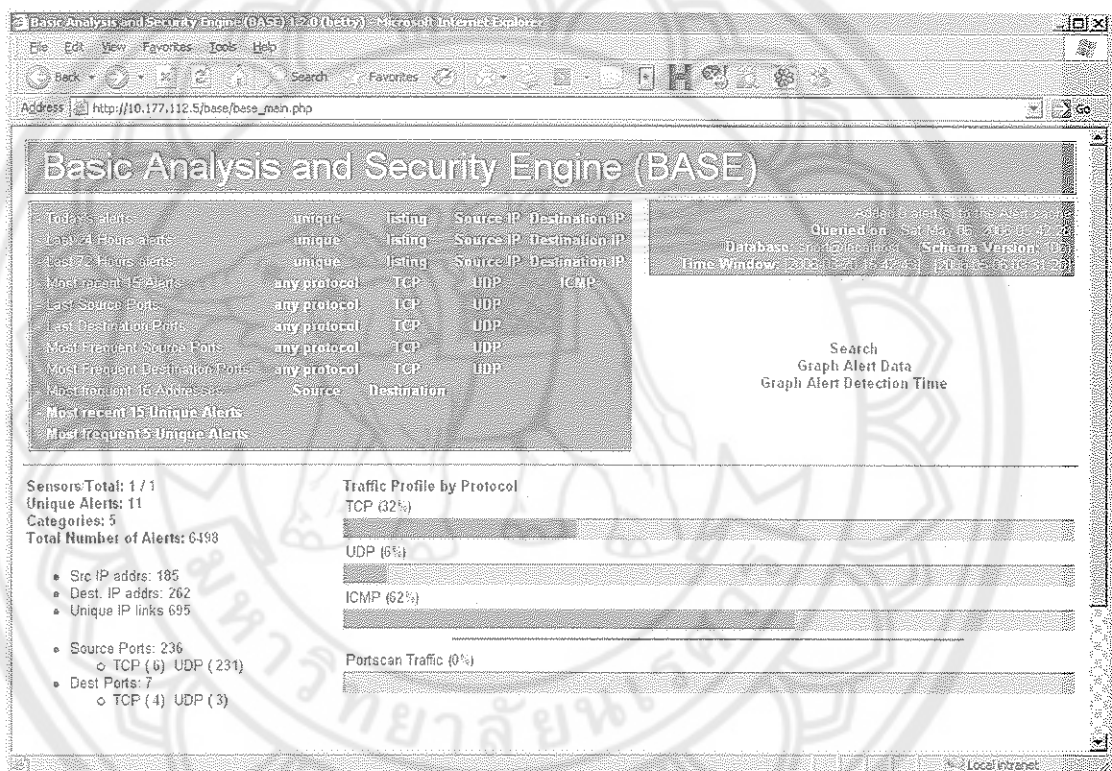 Basic Analysis and Security Engine (BASE) 1.2.0 (betty) - Microsoft Internet Explorer
File Edit View Favorites Tools Help
Back Search Favorites
Address http://10.177.112.5/base/base_main.php Go
Basic Analysis and Security Engine (BASE)
- Today's alerts: unique listing Source IP Destination IP
- Last 24 Hours alerts: unique listing Source IP Destination IP
- Last 72 Hours alerts: unique listing Source IP Destination IP
- Most recent 15 Alerts: any protocol TCP UDP ICMP
- Last Source Ports: any protocol TCP UDP
- Last Destination Ports: any protocol TCP UDP
- Most Frequent Source Ports: any protocol TCP UDP
- Most Frequent Destination Ports: any protocol TCP UDP
- Most frequent 15 Addresses: Source Destination
- Most recent 15 Unique Alerts
- Most frequent 5 Unique Alerts
Added alert(s) to the Alert cache
Queried on : Sat May 06, 2006
Database: snort@localhost Schema Version:
Time Window:
Search
Graph Alert Data
Graph Alert Detection Time
Sensors/Total: 1 / 1
Unique Alerts: 11
Categories: 5
Total Number of Alerts: 6498
Src IP addrs: 185
Dest. IP addrs: 262
Unique IP links 695
Source Ports: 236
TCP ( 6) UDP ( 231)
Dest Ports: 7
TCP ( 4) UDP ( 3)
Traffic Profile by Protocol
TCP (32%)
UDP (6%)
ICMP (62%)
Portscan Traffic (0%)
Local intranet